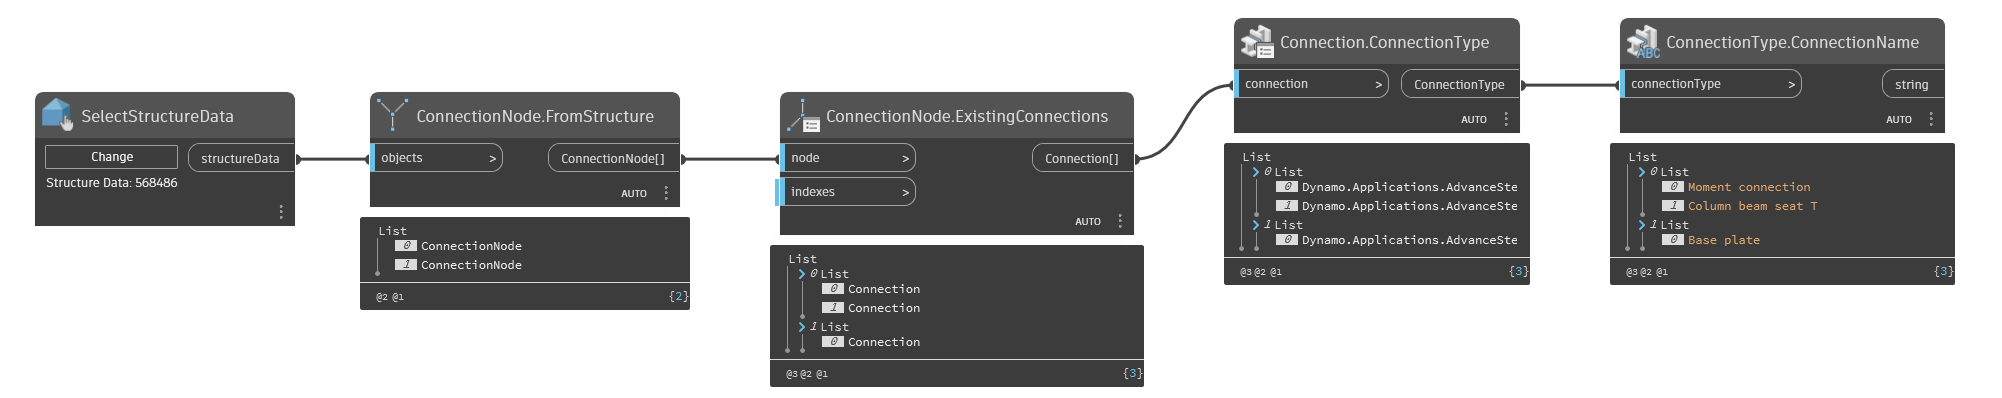 SelectStructureData
Change
structureData
Structure Data: 568486
ConnectionNode.FromStructure
objects >
ConnectionNode[]
AUTO
List
0 ConnectionNode
1 ConnectionNode
@2 @1 {2}
ConnectionNode.ExistingConnections
node >
Connection[]
indexes >
AUTO
List
0 List
0 Connection
1 Connection
1 List
0 Connection
@3 @2 @1 {3}
Connection.ConnectionType
connection >
ConnectionType
AUTO
List
0 List
0 Dynamo.Applications.AdvanceSte
1 Dynamo.Applications.AdvanceSte
1 List
0 Dynamo.Applications.AdvanceSte
@3 @2 @1 {3}
ABC
ConnectionType.ConnectionName
connectionType >
string
AUTO
List
0 List
0 Moment connection
1 Column beam seat T
1 List
0 Base plate
@3 @2 @1 {3}